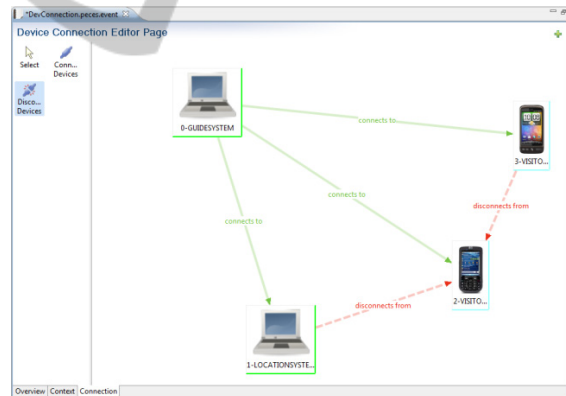 *DevConnection.peces.event
Device Connection Editor Page
Select
Conn...
Devices
Disco...
Devices
0-GUIDESYSTEM
connects to
3-VISITO...
connects to
disconnects from
connects to
2-VISITO...
disconnects from
1-LOCATIONSYSTE...
Overview Context Connection